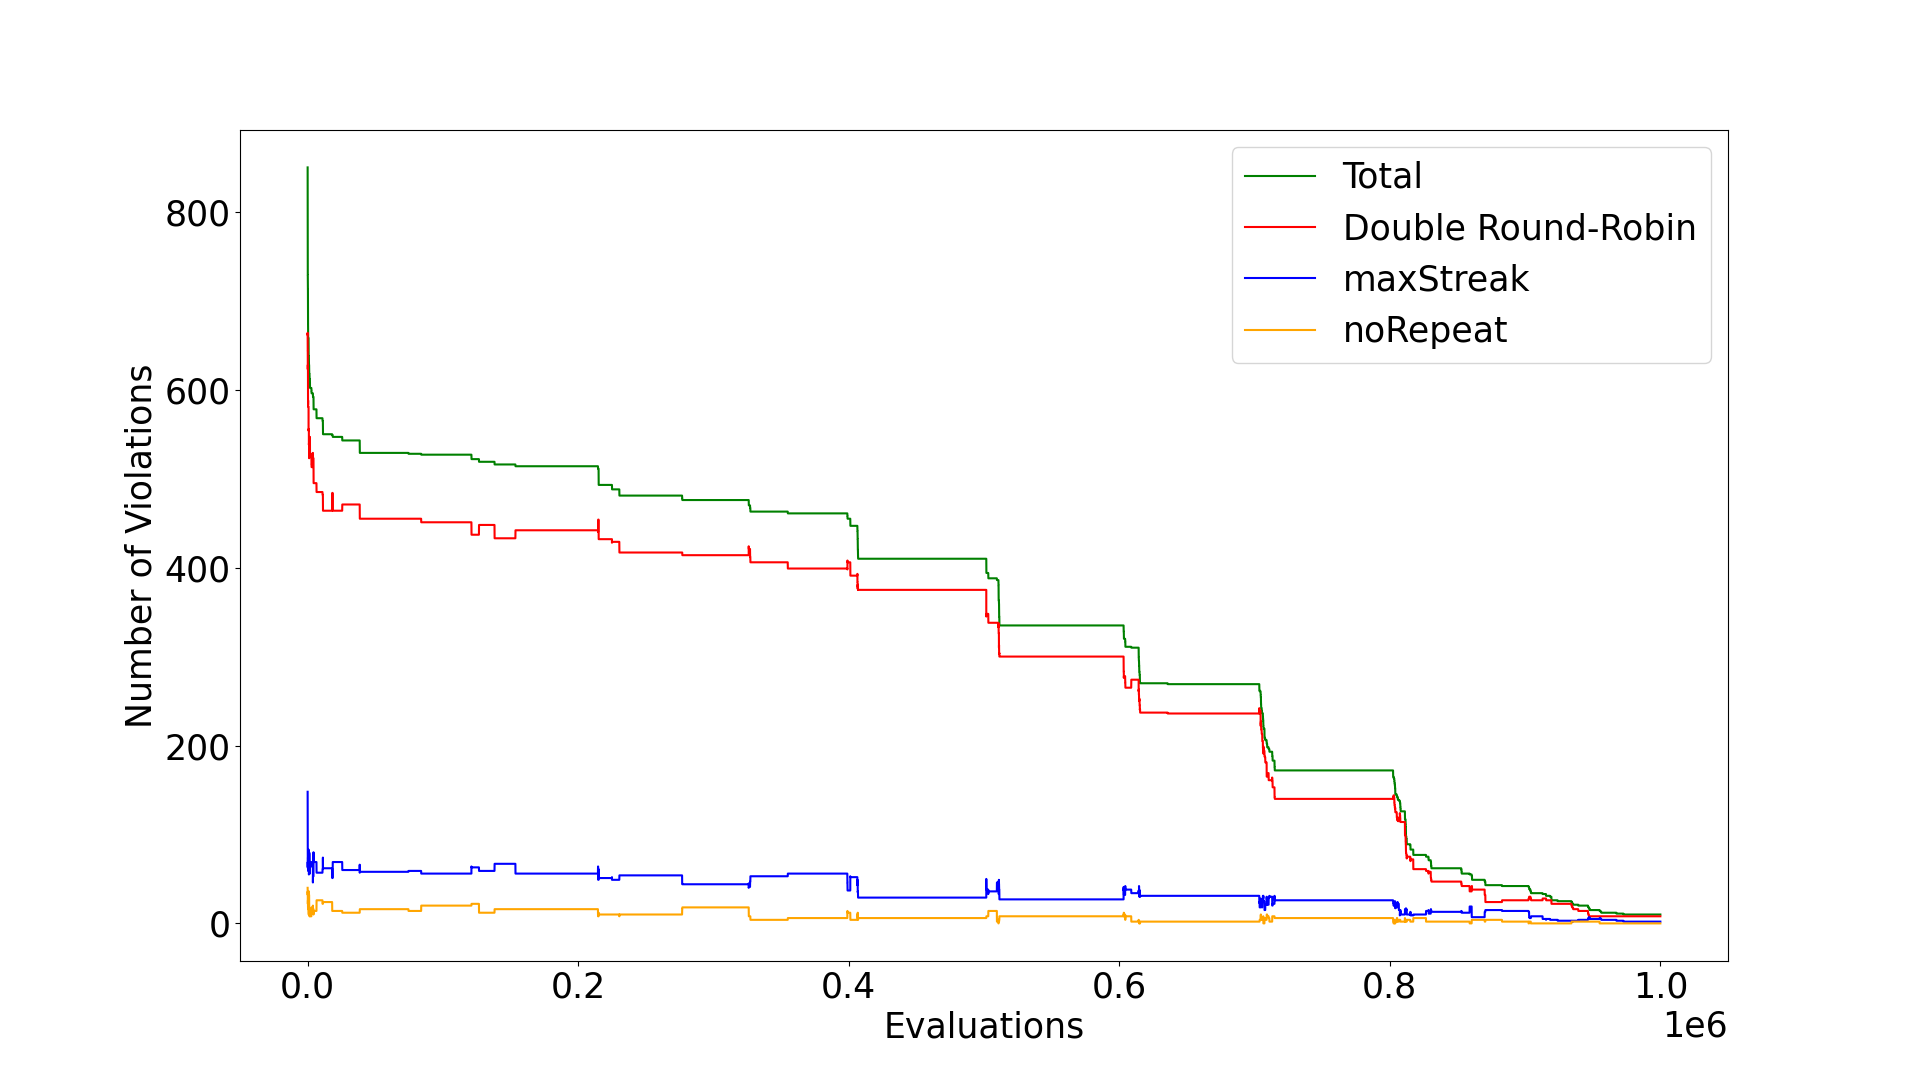 Total
Double Round-Robin
maxStreak
noRepeat
Number of Violations
800
600
400
200
0
0.0 0.2 0.4 0.6 0.8 1.0
Evaluations
1e6